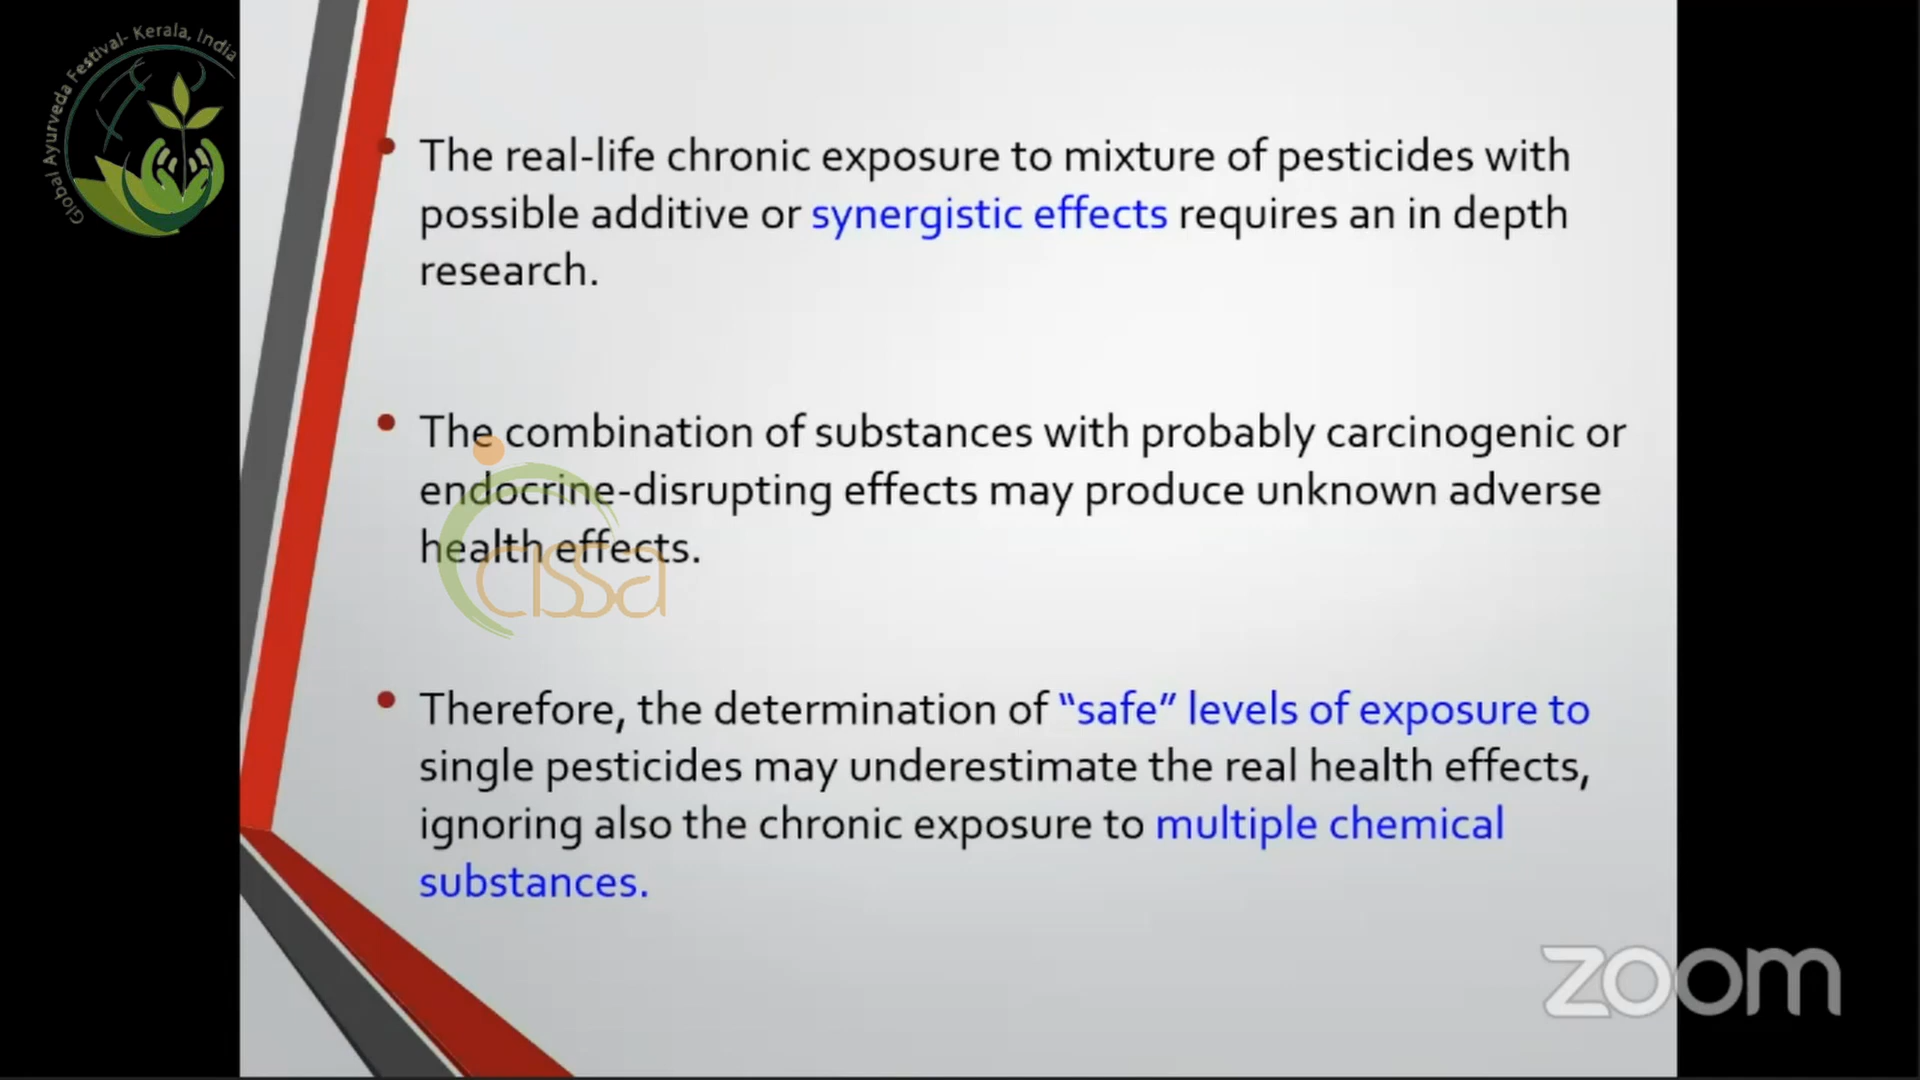 Global Ayurveda Festival- Kerala, India
The real-life chronic exposure to mixture of pesticides with
possible additive or synergistic effects requires an in depth
research.
The combination of substances with probably carcinogenic or
endocrine-disrupting effects may produce unknown adverse
health effects.
cissa
Therefore, the determination of “safe” levels of exposure to
single pesticides may underestimate the real health effects,
ignoring also the chronic exposure to multiple chemical
substances.
zoom